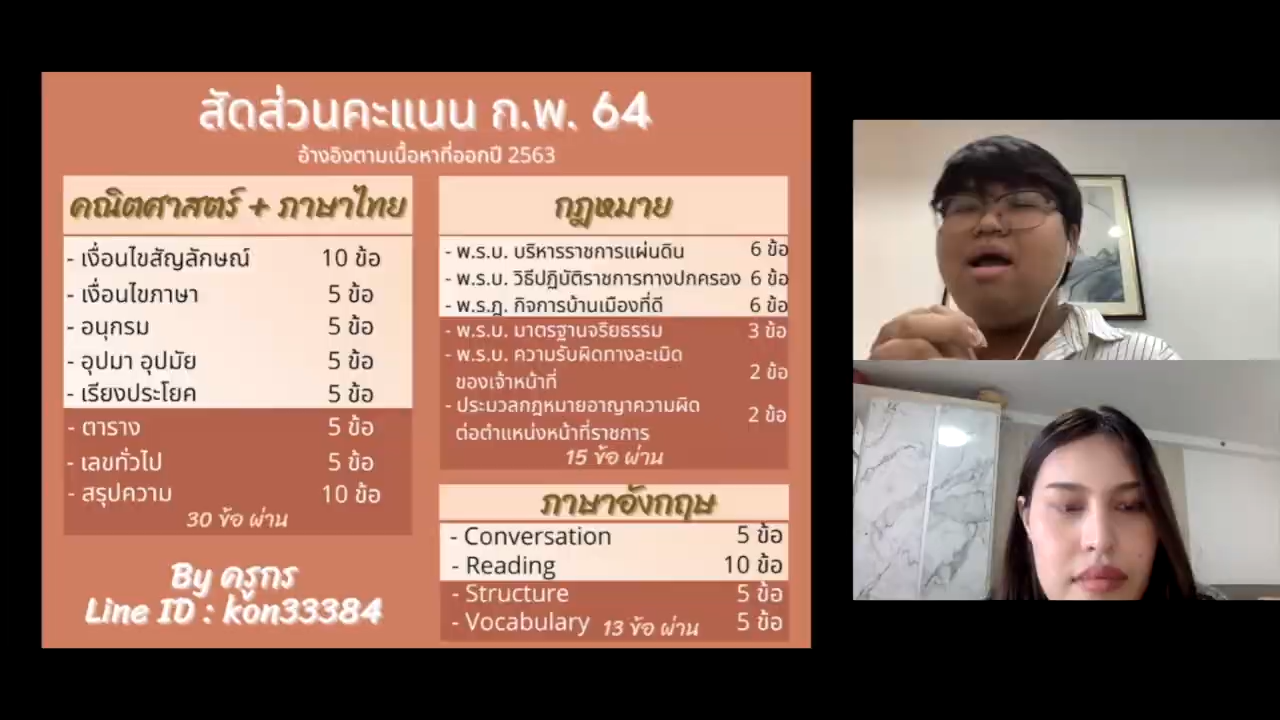 สัดส่วนคะแนน ก.พ. 64
อ้างอิงตามเนื้อหาที่ออกปี 2563
คณิตศาสตร์ + ภาษาไทย
- เงื่อนไขสัญลักษณ์ 10 ข้อ
- เงื่อนไขภาษา 5 ข้อ
- อนุกรม 5 ข้อ
- อุปมา อุปมัย 5 ข้อ
- เรียงประโยค 5 ข้อ
- ตาราง 5 ข้อ
- เลขทั่วไป 5 ข้อ
- สรุปความ 10 ข้อ
30 ข้อ ผ่าน
By ครูกร
Line ID : kon33384
กฎหมาย
- พ.ร.บ. บริหารราชการแผ่นดิน 6 ข้อ
- พ.ร.บ. วิธีปฏิบัติราชการทางปกครอง 6 ข้อ
- พ.ร.ฎ. กิจการบ้านเมืองที่ดี 6 ข้อ
- พ.ร.บ. มาตรฐานจริยธรรม 3 ข้อ
- พ.ร.บ. ความรับผิดทางละเมิด
ของเจ้าหน้าที่ 2 ข้อ
- ประมวลกฎหมายอาญาความผิด
ต่อตำแหน่งหน้าที่ราชการ 2 ข้อ
15 ข้อ ผ่าน
ภาษาอังกฤษ
- Conversation 5 ข้อ
- Reading 10 ข้อ
- Structure 5 ข้อ
- Vocabulary 5 ข้อ
13 ข้อ ผ่าน